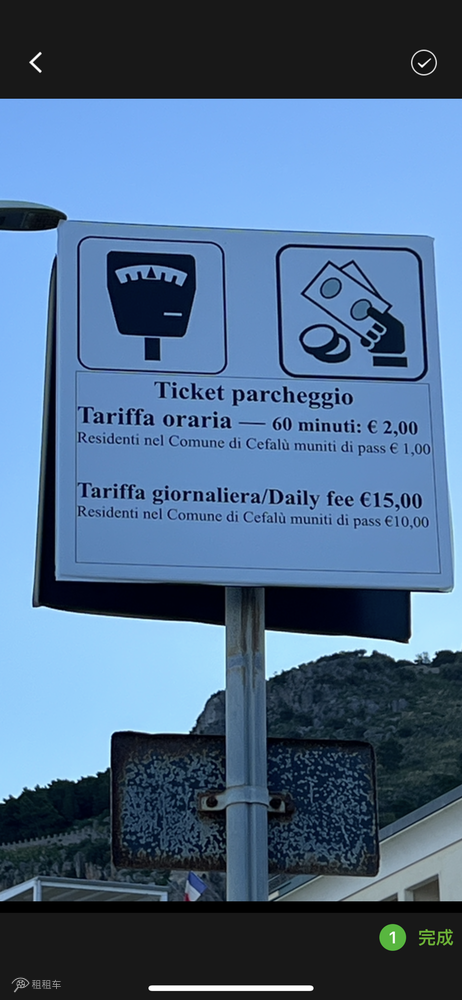 Ticket parcheggio
Tariffa oraria — 60 minuti: € 2,00
Residenti nel Comune di Cefalù muniti di pass € 1,00
Tariffa giornaliera/Daily fee €15,00
Residenti nel Comune di Cefalù muniti di pass €10,00
1 完成
租租车